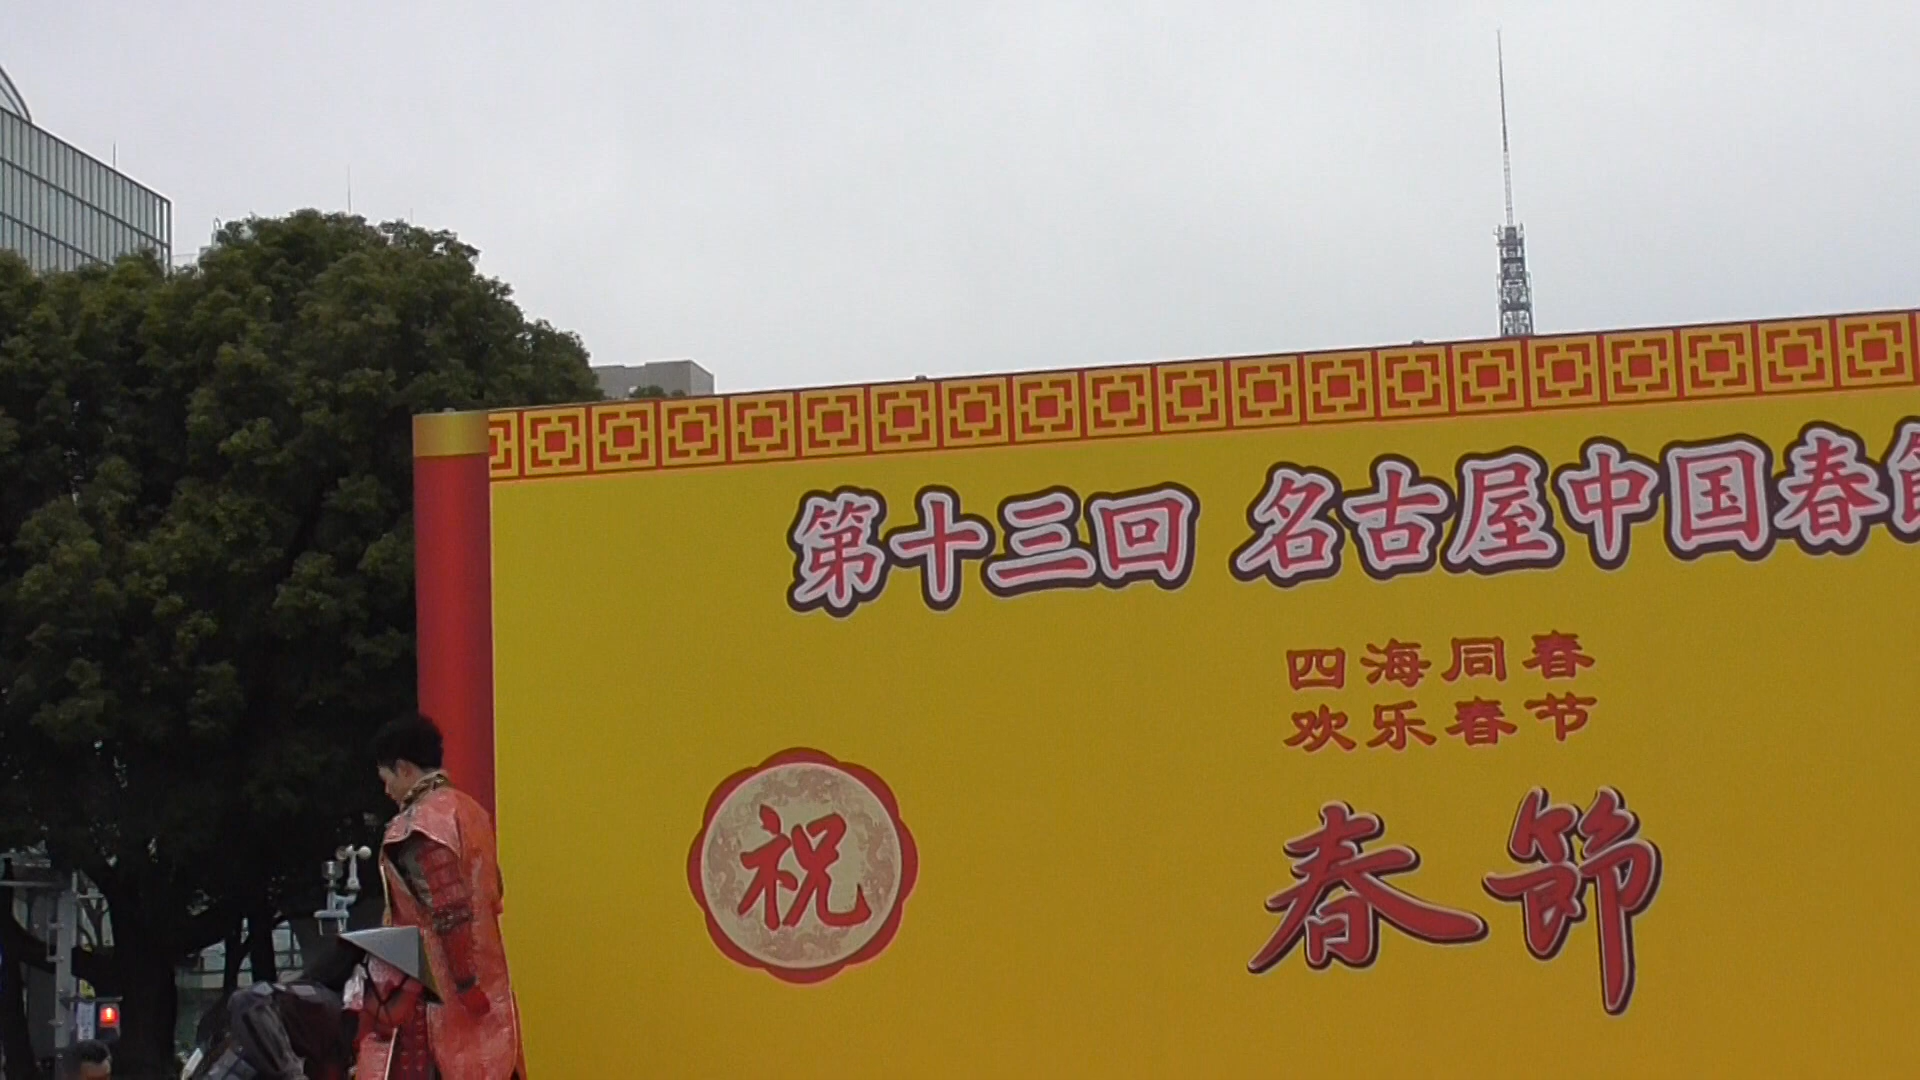 第十三回 名古屋中国春節
四海同春
欢乐春节
祝
春節